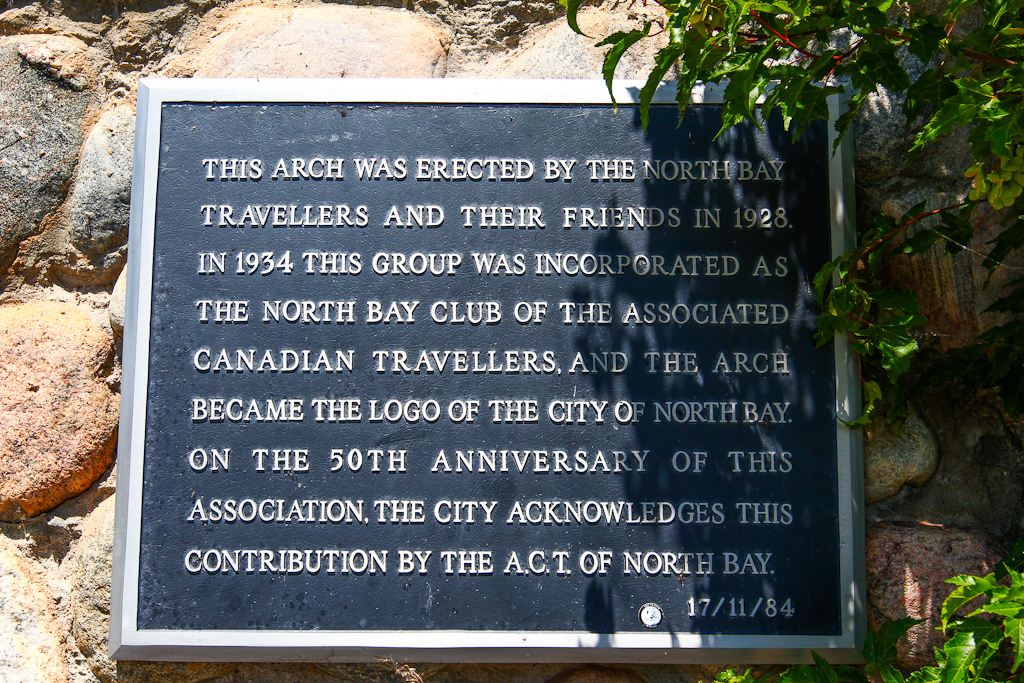 THIS ARCH WAS ERECTED BY THE NORTH BAY
TRAVELLERS AND THEIR FRIENDS IN 1928.
IN 1934 THIS GROUP WAS INCORPORATED AS
THE NORTH BAY CLUB OF THE ASSOCIATED
CANADIAN TRAVELLERS, AND THE ARCH
BECAME THE LOGO OF THE CITY OF NORTH BAY.
ON THE 50TH ANNIVERSARY OF THIS
ASSOCIATION, THE CITY ACKNOWLEDGES THIS
CONTRIBUTION BY THE A.C.T. OF NORTH BAY.
17/11/84